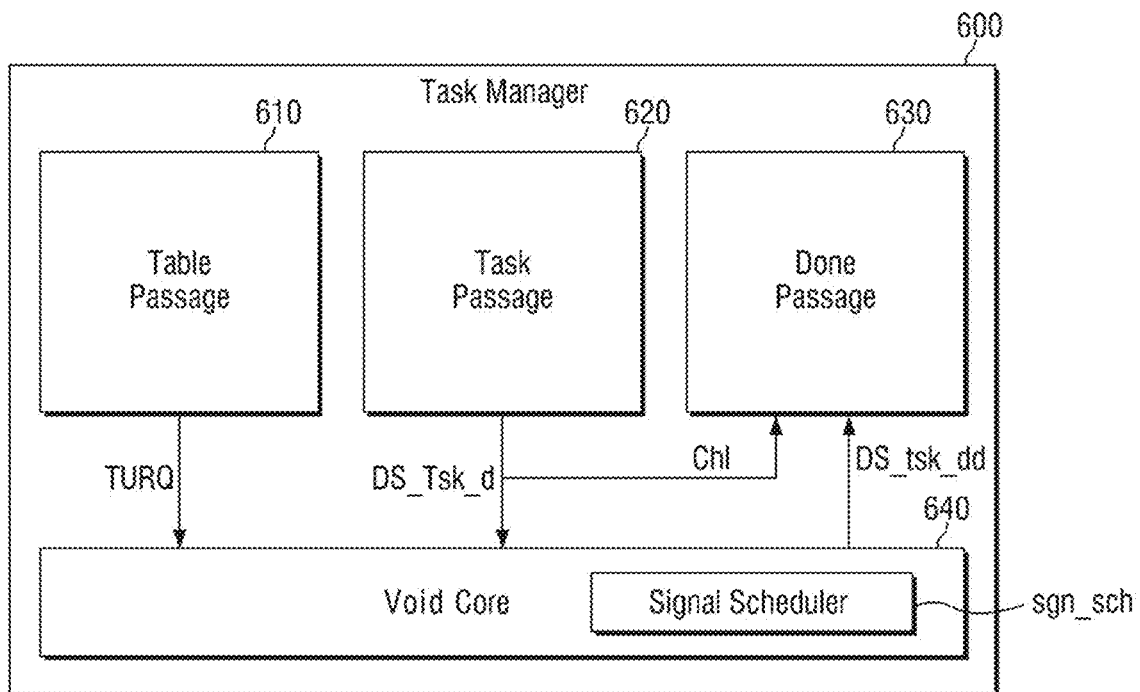 600
Task Manager
610
620
630
Table
Passage
Task
Passage
Done
Passage
TURQ
DS_Tsk_d
Chl
DS_tsk_dd
640
Void Core
Signal Scheduler
sgn_sch